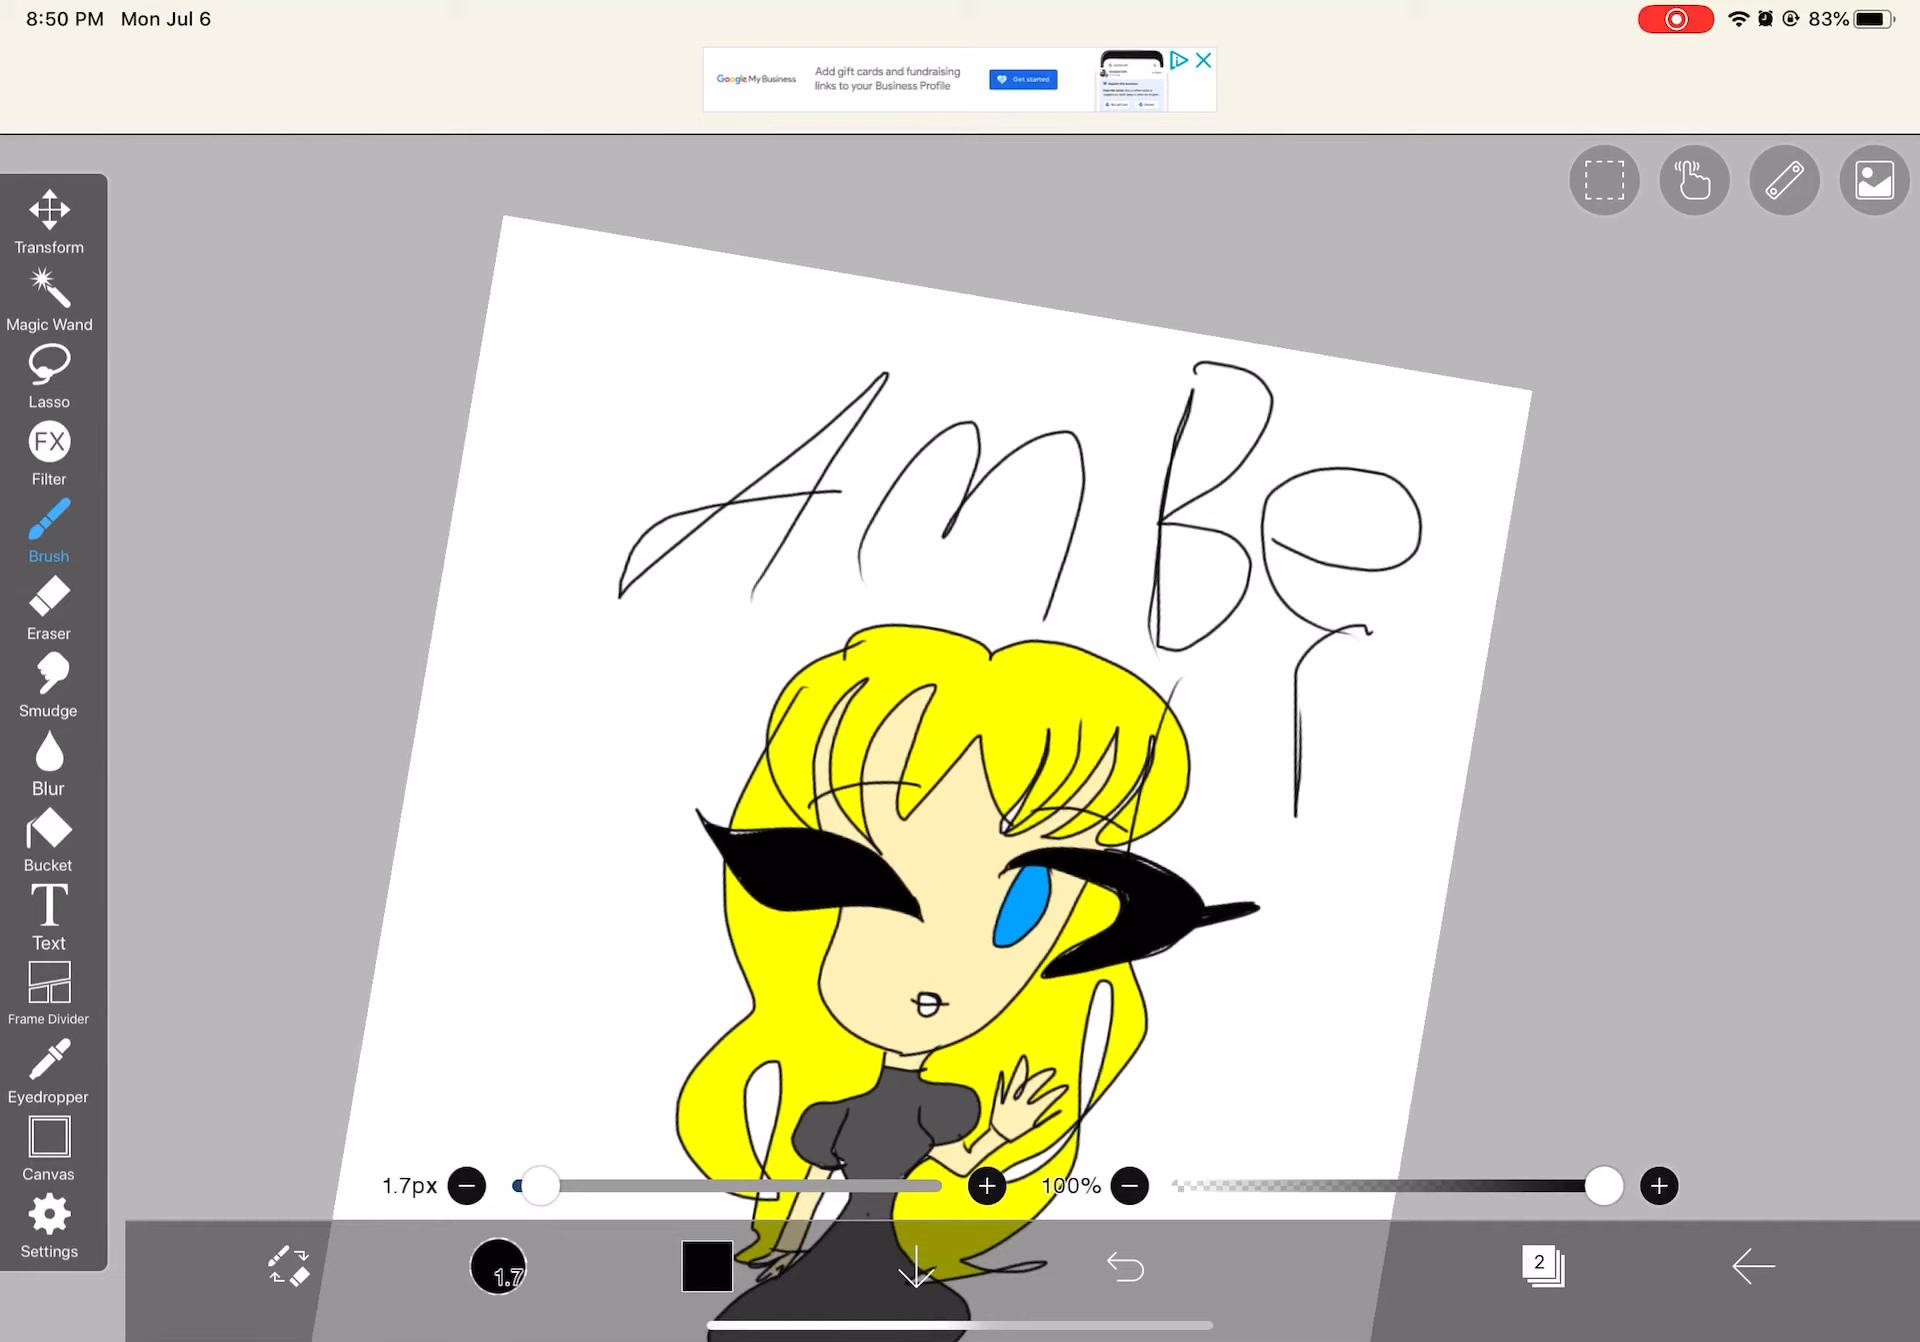 8:50 PM Mon Jul 6
83%
Google My Business
Add gift cards and fundraising
links to your Business Profile
Get started
Transform
Magic Wand
Lasso
FX
Filter
Brush
Eraser
Smudge
Blur
Bucket
T
Text
Frame Divider
Eyedropper
Canvas
Settings
AmBe
r
1.7px
100%
1.7
2